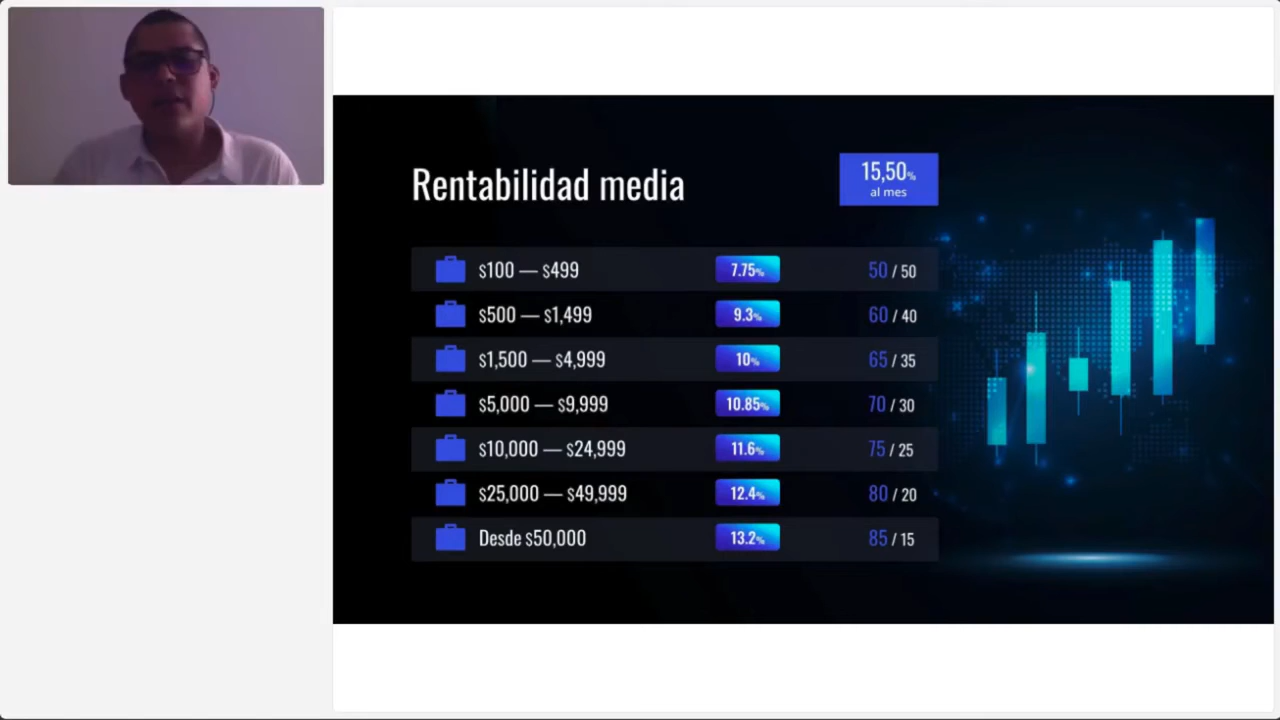 Rentabilidad media
15,50%
al mes
$100 — $499 7.75% 50 / 50
$500 — $1,499 9.3% 60 / 40
$1,500 — $4,999 10% 65 / 35
$5,000 — $9,999 10.85% 70 / 30
$10,000 — $24,999 11.6% 75 / 25
$25,000 — $49,999 12.4% 80 / 20
Desde $50,000 13.2% 85 / 15